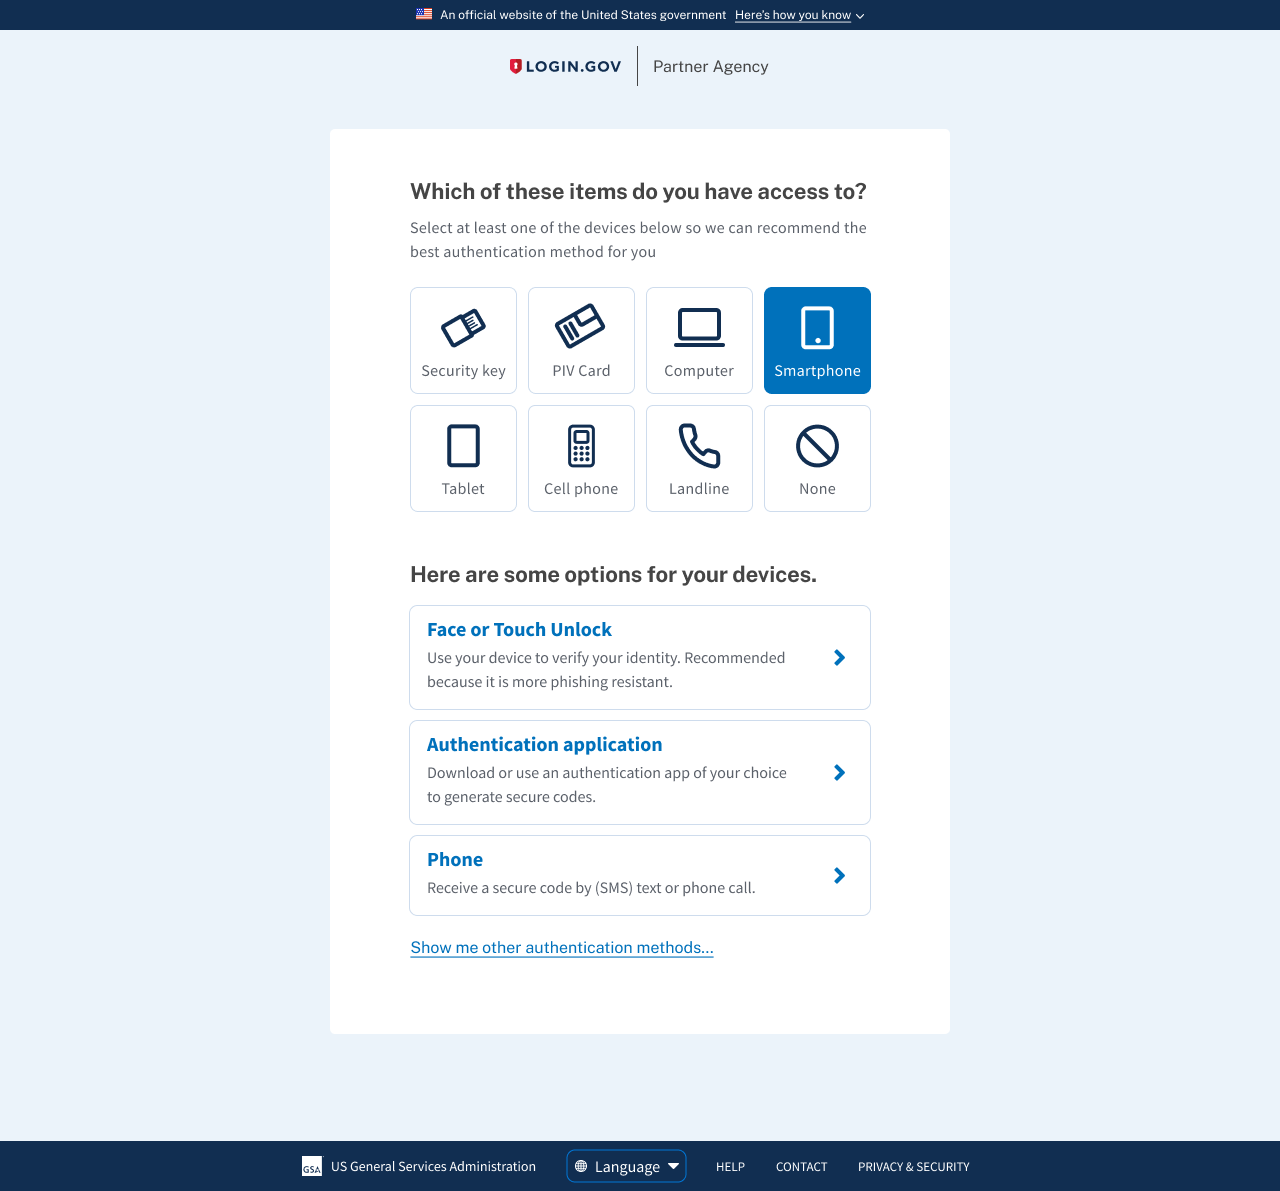 An official website of the United States government Here's how you know
LOGIN.GOV Partner Agency
Which of these items do you have access to?
Select at least one of the devices below so we can recommend the
best authentication method for you
Security key PIV Card Computer Smartphone
Tablet Cell phone Landline None
Here are some options for your devices.
Face or Touch Unlock
Use your device to verify your identity. Recommended
because it is more phishing resistant.
Authentication application
Download or use an authentication app of your choice
to generate secure codes.
Phone
Receive a secure code by (SMS) text or phone call.
Show me other authentication methods...
GSA US General Services Administration Language HELP CONTACT PRIVACY & SECURITY